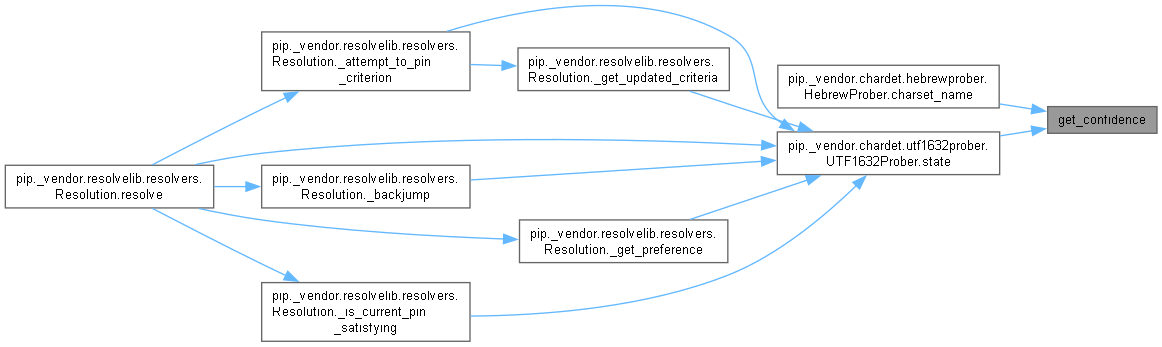 pip._vendor.resolvelib.resolvers.
Resolution._attempt_to_pin
_criterion
pip._vendor.resolvelib.resolvers.
Resolution._get_updated_criteria
pip._vendor.chardet.hebrewprober.
HebrewProber.charset_name
get_confidence
pip._vendor.chardet.utf1632prober.
UTF1632Prober.state
pip._vendor.resolvelib.resolvers.
Resolution.resolve
pip._vendor.resolvelib.resolvers.
Resolution._backjump
pip._vendor.resolvelib.resolvers.
Resolution._get_preference
pip._vendor.resolvelib.resolvers.
Resolution._is_current_pin
_satisfying